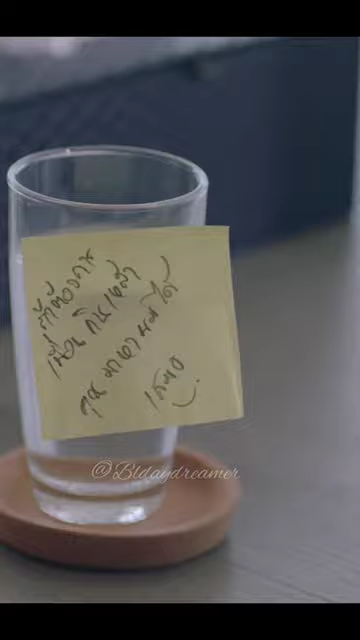 ถ้าต้องการ
เพื่อนกินเหล้า
คุณมาหาผมได้
เสมอ
@Bldaydreamer